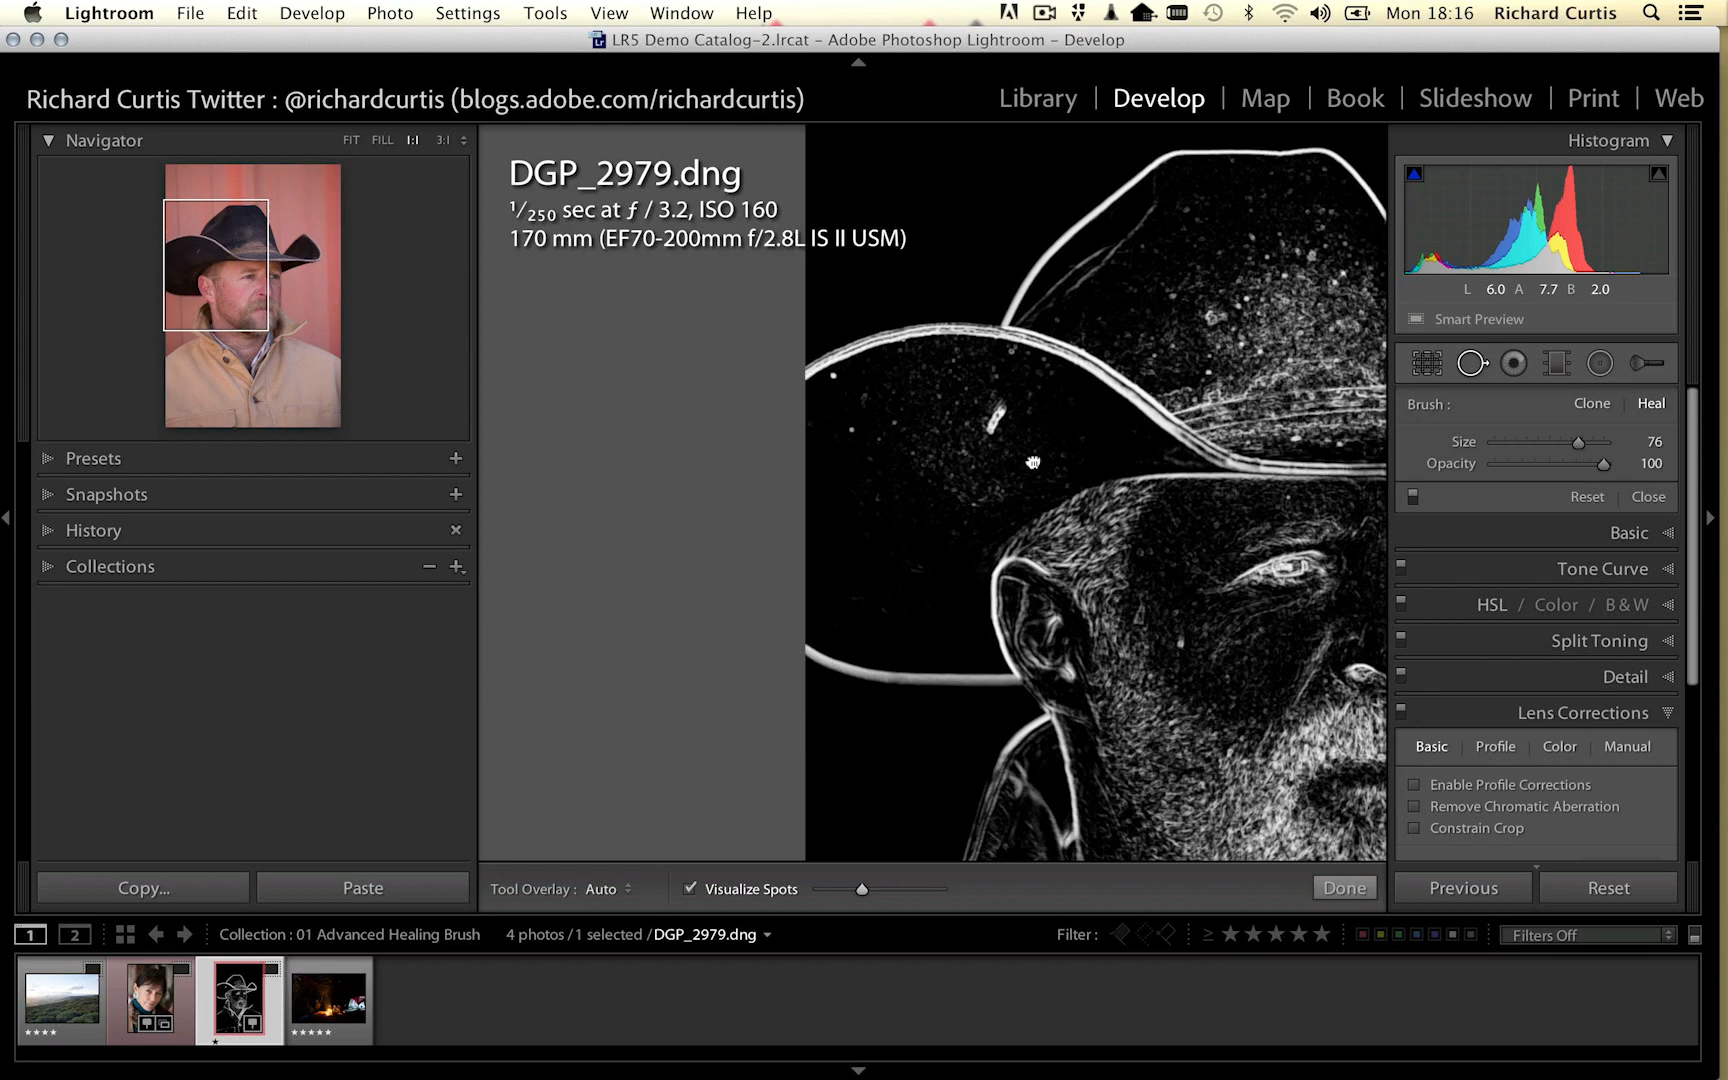 Lightroom File Edit Develop Photo Settings Tools View Window Help Mon 18:16 Richard Curtis
LR5 Demo Catalog-2.lrcat – Adobe Photoshop Lightroom – Develop
Richard Curtis Twitter : @richardcurtis (blogs.adobe.com/richardcurtis)
Library | Develop | Map | Book | Slideshow | Print | Web
Navigator FIT FILL 1:1 3:1
Presets
Snapshots
History
Collections
Copy...
Paste
DGP_2979.dng
1/250 sec at ƒ / 3.2, ISO 160
170 mm (EF70-200mm f/2.8L IS II USM)
Tool Overlay : Auto
Visualize Spots
Done
Histogram
L 6.0 A 7.7 B 2.0
Smart Preview
Brush : Clone | Heal
Size 76
Opacity 100
Reset | Close
Basic
Tone Curve
HSL / Color / B & W
Split Toning
Detail
Lens Corrections
Basic | Profile | Color | Manual
Enable Profile Corrections
Remove Chromatic Aberration
Constrain Crop
Previous
Reset
1 2 Collection : 01 Advanced Healing Brush 4 photos / 1 selected / DGP_2979.dng
Filter :
Filters Off